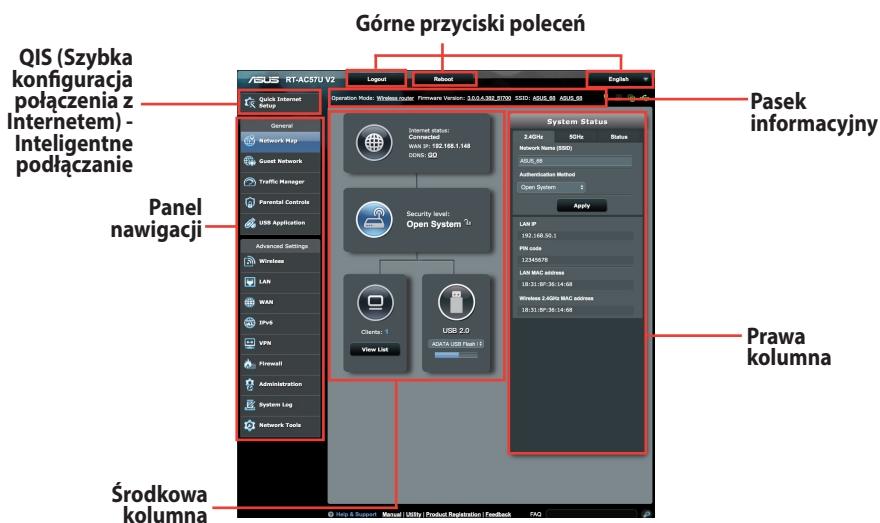 Górne przyciski poleceń
QIS (Szybka
konfiguracja
połączenia z
Internetem) -
Inteligentne
podłączanie
Panel
nawigacji
Środkowa
kolumna
Pasek
informacyjny
Prawa
kolumna
ASUS RT-AC57U V2
Logout
Reboot
English
Operation Mode: Wireless router Firmware Version: 3.0.0.4.382_51700 SSID: ASUS_68 ASUS_68
Quick Internet
Setup
General
Network Map
Guest Network
Traffic Manager
Parental Controls
USB Application
Advanced Settings
Wireless
LAN
WAN
IPv6
VPN
Firewall
Administration
System Log
Network Tools
Internet status:
Connected
WAN IP: 192.168.1.148
DDNS: GO
Security level:
Open System
Clients: 1
View List
USB 2.0
ADATA USB Flash
System Status
2.4GHz 5GHz Status
Network Name (SSID)
ASUS_68
Authentication Method
Open System
Apply
LAN IP
192.168.50.1
PIN code
12345678
LAN MAC address
18:31:BF:36:14:68
Wireless 2.4GHz MAC address
18:31:BF:36:14:68
Help & Support Manual | Utility | Product Registration | Feedback FAQ